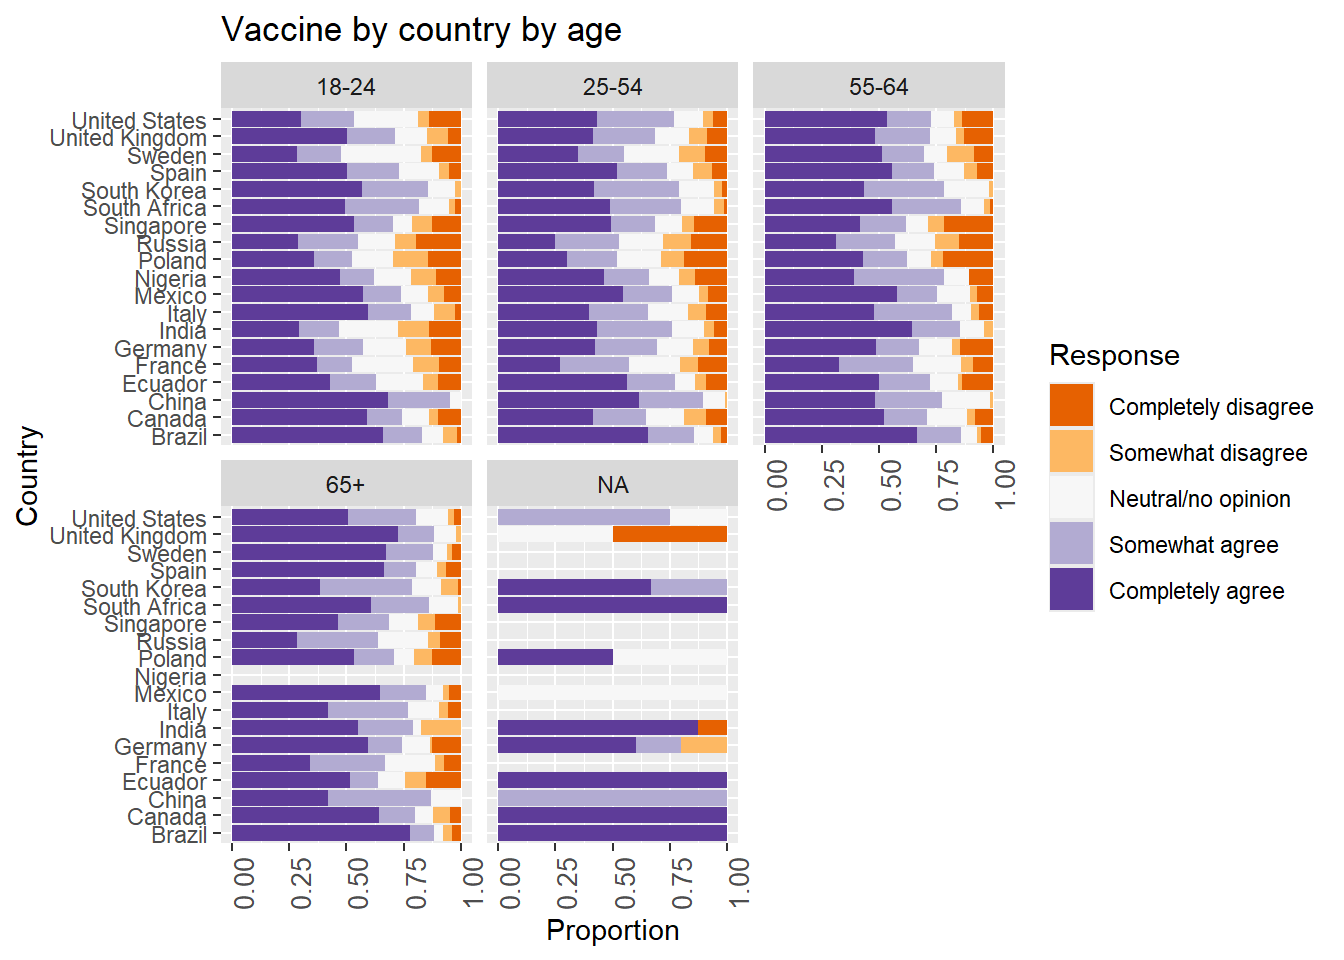 Vaccine by country by age
18-24
25-54
55-64
United States
United Kingdom
Sweden
Spain
South Korea
South Africa
Singapore
Russia
Poland
Nigeria
Mexico
Italy
India
Germany
France
Ecuador
China
Canada
Brazil
0.00
0.25
0.50
0.75
1.00
65+
NA
United States
United Kingdom
Sweden
Spain
South Korea
South Africa
Singapore
Russia
Poland
Nigeria
Mexico
Italy
India
Germany
France
Ecuador
China
Canada
Brazil
0.00
0.25
0.50
0.75
1.00
0.00
0.25
0.50
0.75
1.00
Proportion
Country
Response
Completely disagree
Somewhat disagree
Neutral/no opinion
Somewhat agree
Completely agree